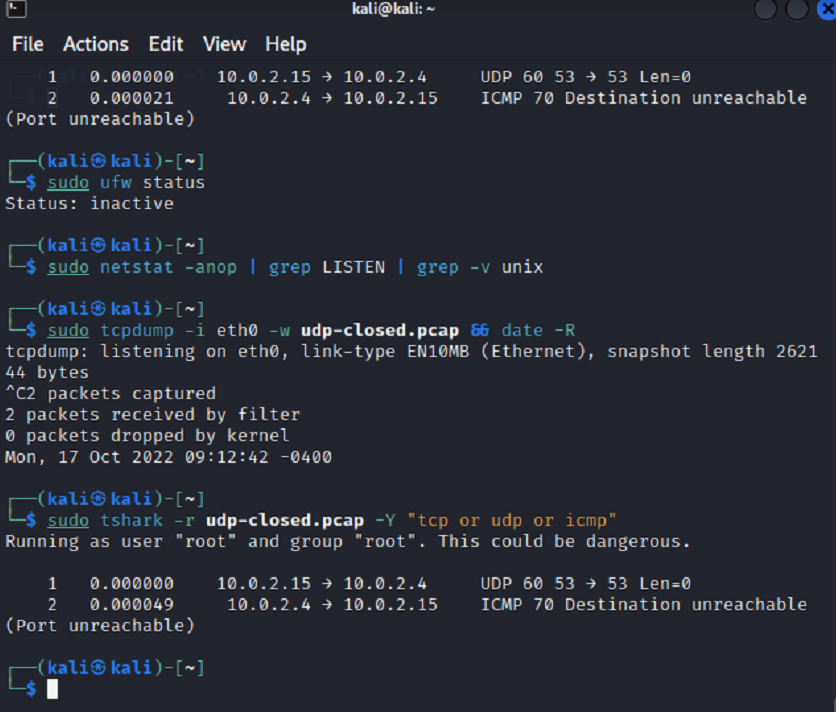 kali@kali: ~
File Actions Edit View Help
1 0.000000 10.0.2.15 → 10.0.2.4 UDP 60 53 → 53 Len=0
2 0.000021 10.0.2.4 → 10.0.2.15 ICMP 70 Destination unreachable
(Port unreachable)
┌──(kali㉿kali)-[~]
└─$ sudo ufw status
Status: inactive
┌──(kali㉿kali)-[~]
└─$ sudo netstat -anop | grep LISTEN | grep -v unix
┌──(kali㉿kali)-[~]
└─$ sudo tcpdump -i eth0 -w udp-closed.pcap && date -R
tcpdump: listening on eth0, link-type EN10MB (Ethernet), snapshot length 2621
44 bytes
^C2 packets captured
2 packets received by filter
0 packets dropped by kernel
Mon, 17 Oct 2022 09:12:42 -0400
┌──(kali㉿kali)-[~]
└─$ sudo tshark -r udp-closed.pcap -Y "tcp or udp or icmp"
Running as user "root" and group "root". This could be dangerous.
1 0.000000 10.0.2.15 → 10.0.2.4 UDP 60 53 → 53 Len=0
2 0.000049 10.0.2.4 → 10.0.2.15 ICMP 70 Destination unreachable
(Port unreachable)
┌──(kali㉿kali)-[~]
└─$